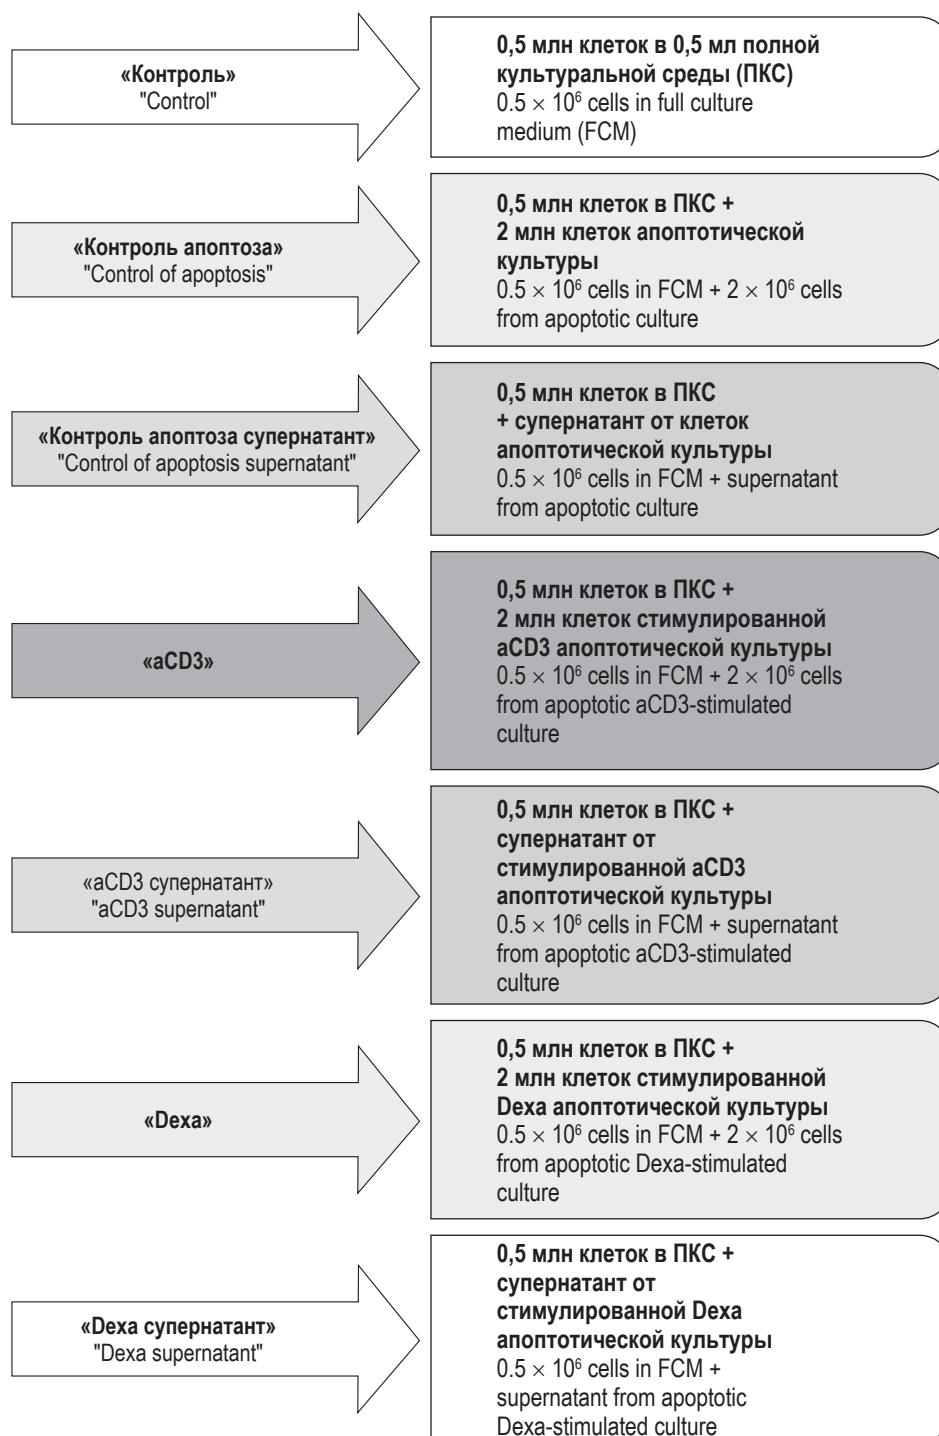 «Контроль»
"Control"
0,5 млн клеток в 0,5 мл полной
культуральной среды (ПКС)
0.5 × 10⁶ cells in full culture
medium (FCM)
«Контроль апоптоза»
"Control of apoptosis"
0,5 млн клеток в ПКС +
2 млн клеток апоптотической
культуры
0.5 × 10⁶ cells in FCM + 2 × 10⁶ cells
from apoptotic culture
«Контроль апоптоза супернатант»
"Control of apoptosis supernatant"
0,5 млн клеток в ПКС
+ супернатант от клеток
апоптотической культуры
0.5 × 10⁶ cells in FCM + supernatant
from apoptotic culture
«aCD3»
0,5 млн клеток в ПКС +
2 млн клеток стимулированной
aCD3 апоптотической культуры
0.5 × 10⁶ cells in FCM + 2 × 10⁶ cells
from apoptotic aCD3-stimulated
culture
«aCD3 супернатант»
"aCD3 supernatant"
0,5 млн клеток в ПКС +
супернатант от
стимулированной aCD3
апоптотической культуры
0.5 × 10⁶ cells in FCM + supernatant
from apoptotic aCD3-stimulated
culture
«Dexa»
0,5 млн клеток в ПКС +
2 млн клеток стимулированной
Dexa апоптотической культуры
0.5 × 10⁶ cells in FCM + 2 × 10⁶ cells
from apoptotic Dexa-stimulated
culture
«Dexa супернатант»
"Dexa supernatant"
0,5 млн клеток в ПКС +
супернатант от
стимулированной Dexa
апоптотической культуры
0.5 × 10⁶ cells in FCM +
supernatant from apoptotic
Dexa-stimulated culture